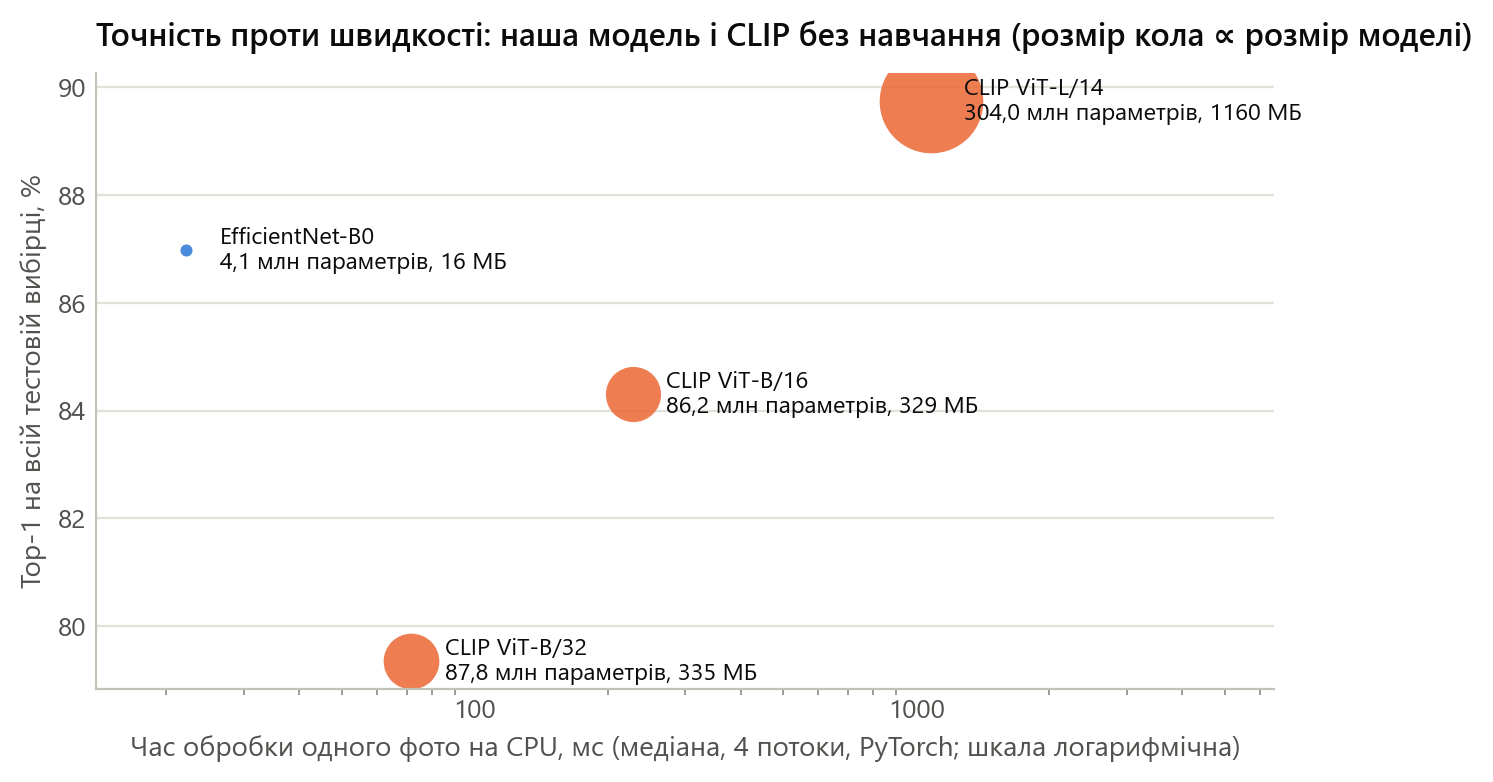 Точність проти швидкості: наша модель і CLIP без навчання (розмір кола ∝ розмір моделі)
Top-1 на всій тестовій вибірці, %
90
88
86
84
82
80
CLIP ViT-L/14
304,0 млн параметрів, 1160 МБ
EfficientNet-B0
4,1 млн параметрів, 16 МБ
CLIP ViT-B/16
86,2 млн параметрів, 329 МБ
CLIP ViT-B/32
87,8 млн параметрів, 335 МБ
100
1000
Час обробки одного фото на CPU, мс (медіана, 4 потоки, PyTorch; шкала логарифмічна)